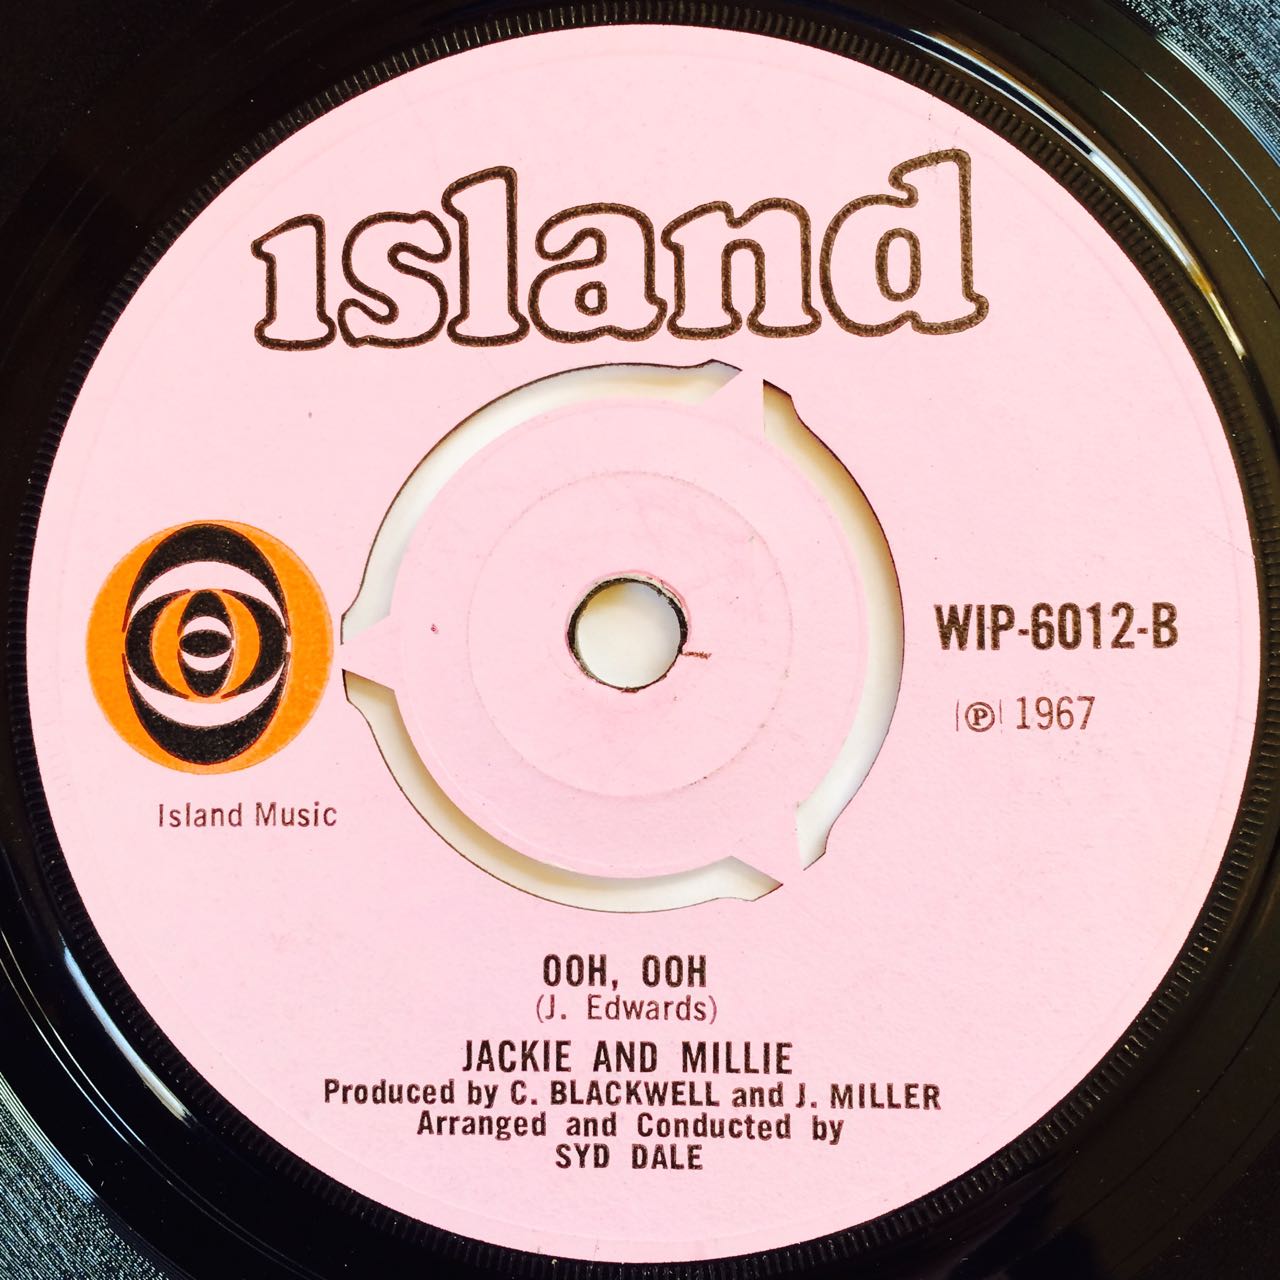 ısland
WIP-6012-B
℗ 1967
Island Music
OOH, OOH
(J. Edwards)
JACKIE AND MILLIE
Produced by C. BLACKWELL and J. MILLER
Arranged and Conducted by
SYD DALE